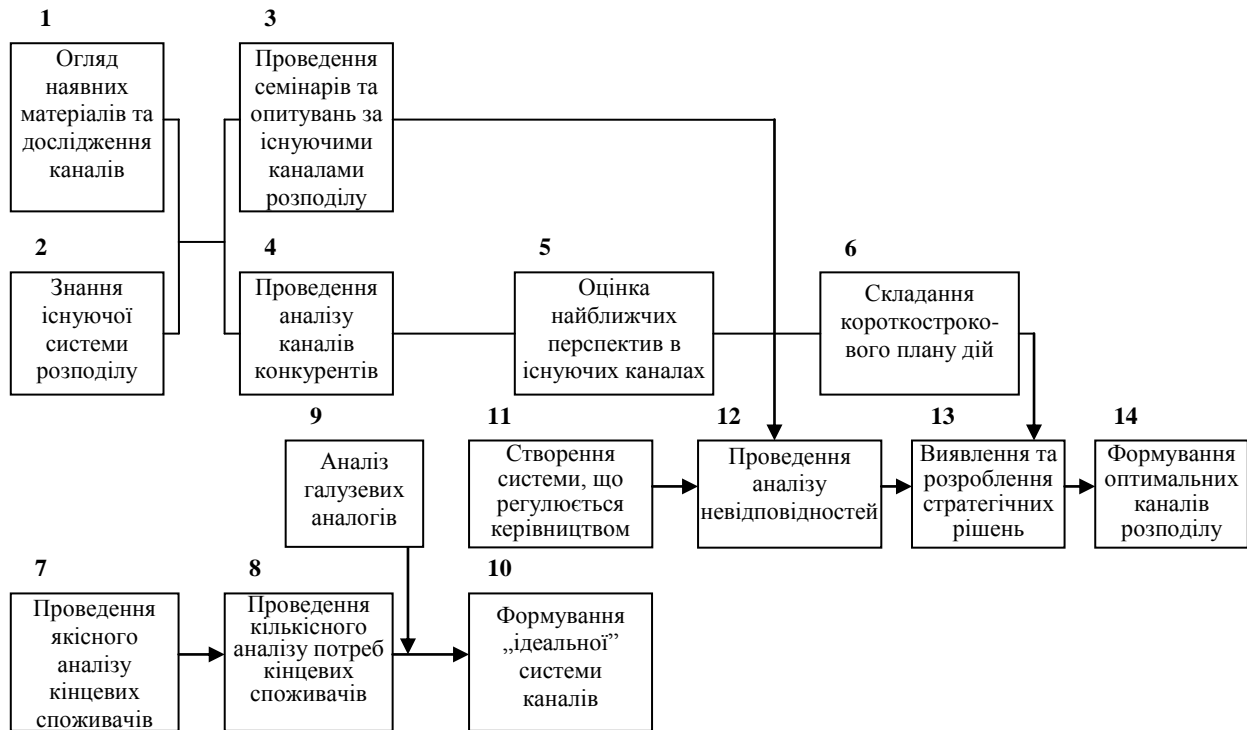 1
Огляд
наявних
матеріалів та
дослідження
каналів
3
Проведення
семінарів та
опитувань за
існуючими
каналами
розподілу
2
Знання
існуючої
системи
розподілу
4
Проведення
аналізу
каналів
конкурентів
5
Оцінка
найближчих
перспектив в
існуючих каналах
6
Складання
короткостроко-
вого плану дій
9
Аналіз
галузевих
аналогів
11
Створення
системи, що
регулюється
керівництвом
12
Проведення
аналізу
невідповідностей
13
Виявлення та
розроблення
стратегічних
рішень
14
Формування
оптимальних
каналів
розподілу
7
Проведення
якісного
аналізу
кінцевих
споживачів
8
Проведення
кількісного
аналізу потреб
кінцевих
споживачів
10
Формування
„ідеальної”
системи
каналів